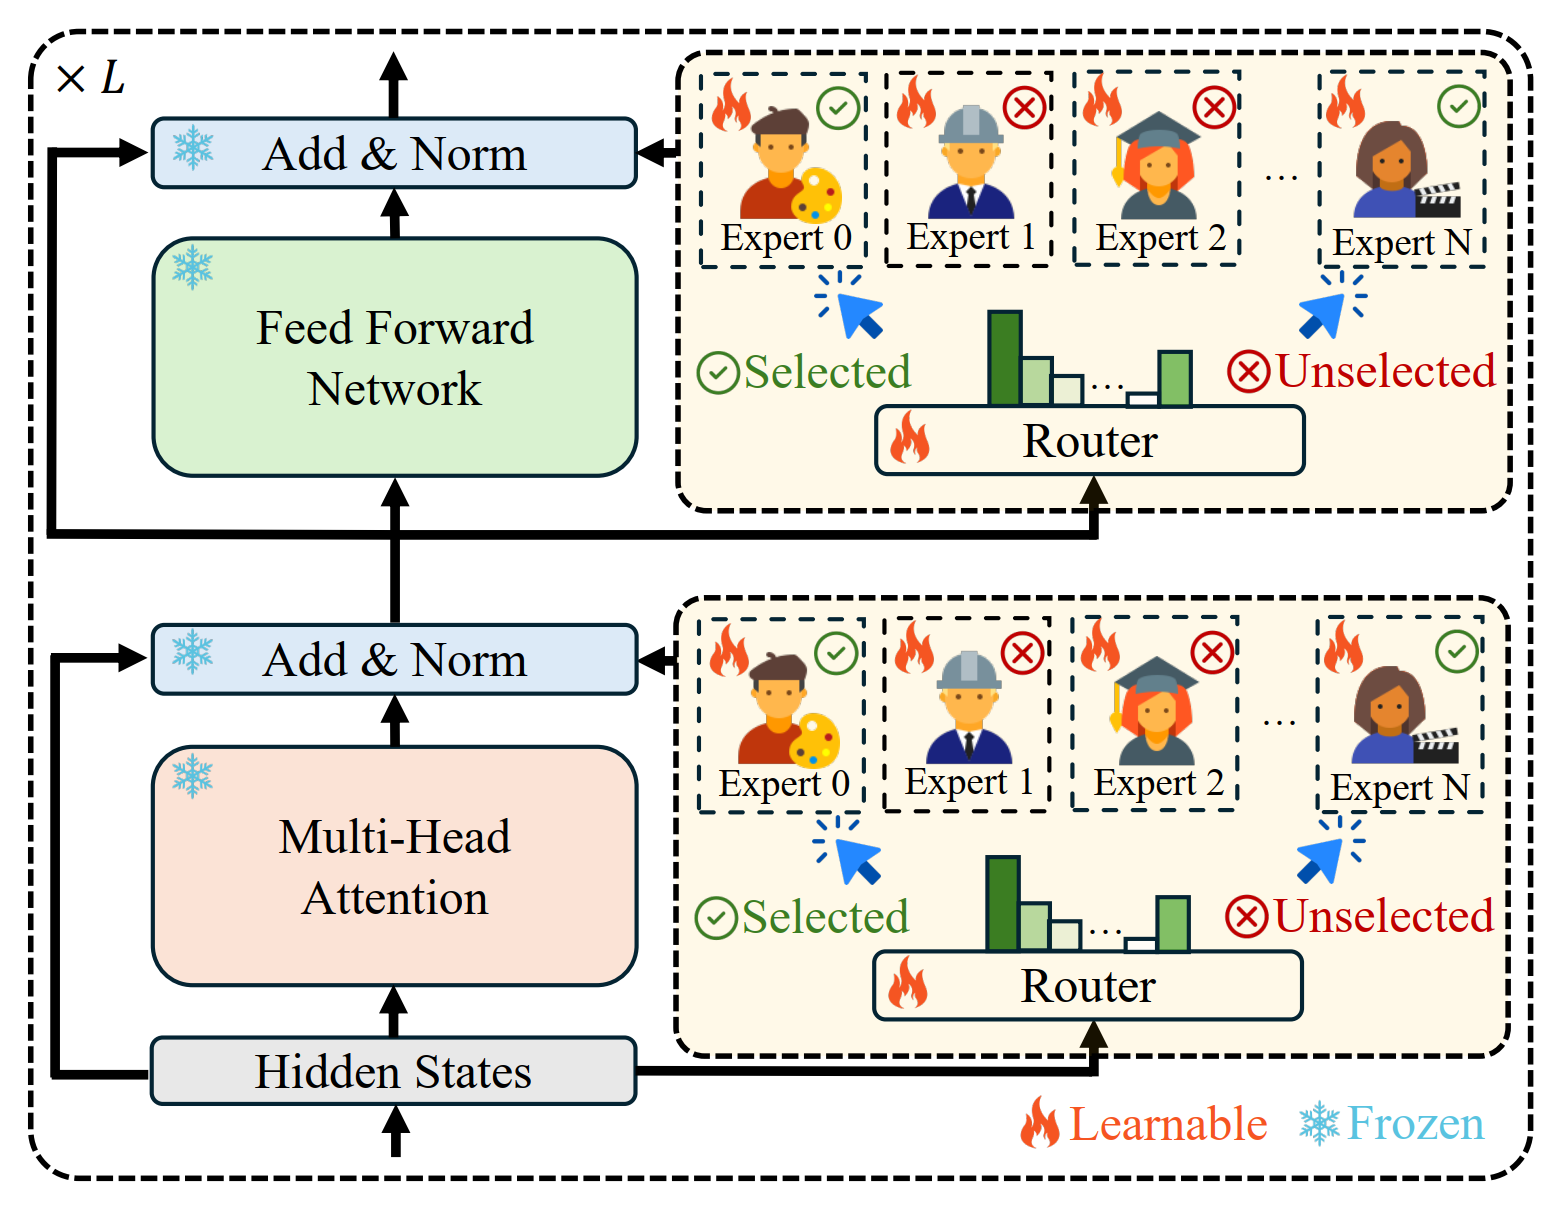 × L
Add & Norm
Feed Forward
Network
Expert 0
Expert 1
Expert 2
...
Expert N
Selected
...
Unselected
Router
Add & Norm
Multi-Head
Attention
Hidden States
Expert 0
Expert 1
Expert 2
...
Expert N
Selected
...
Unselected
Router
Learnable
Frozen